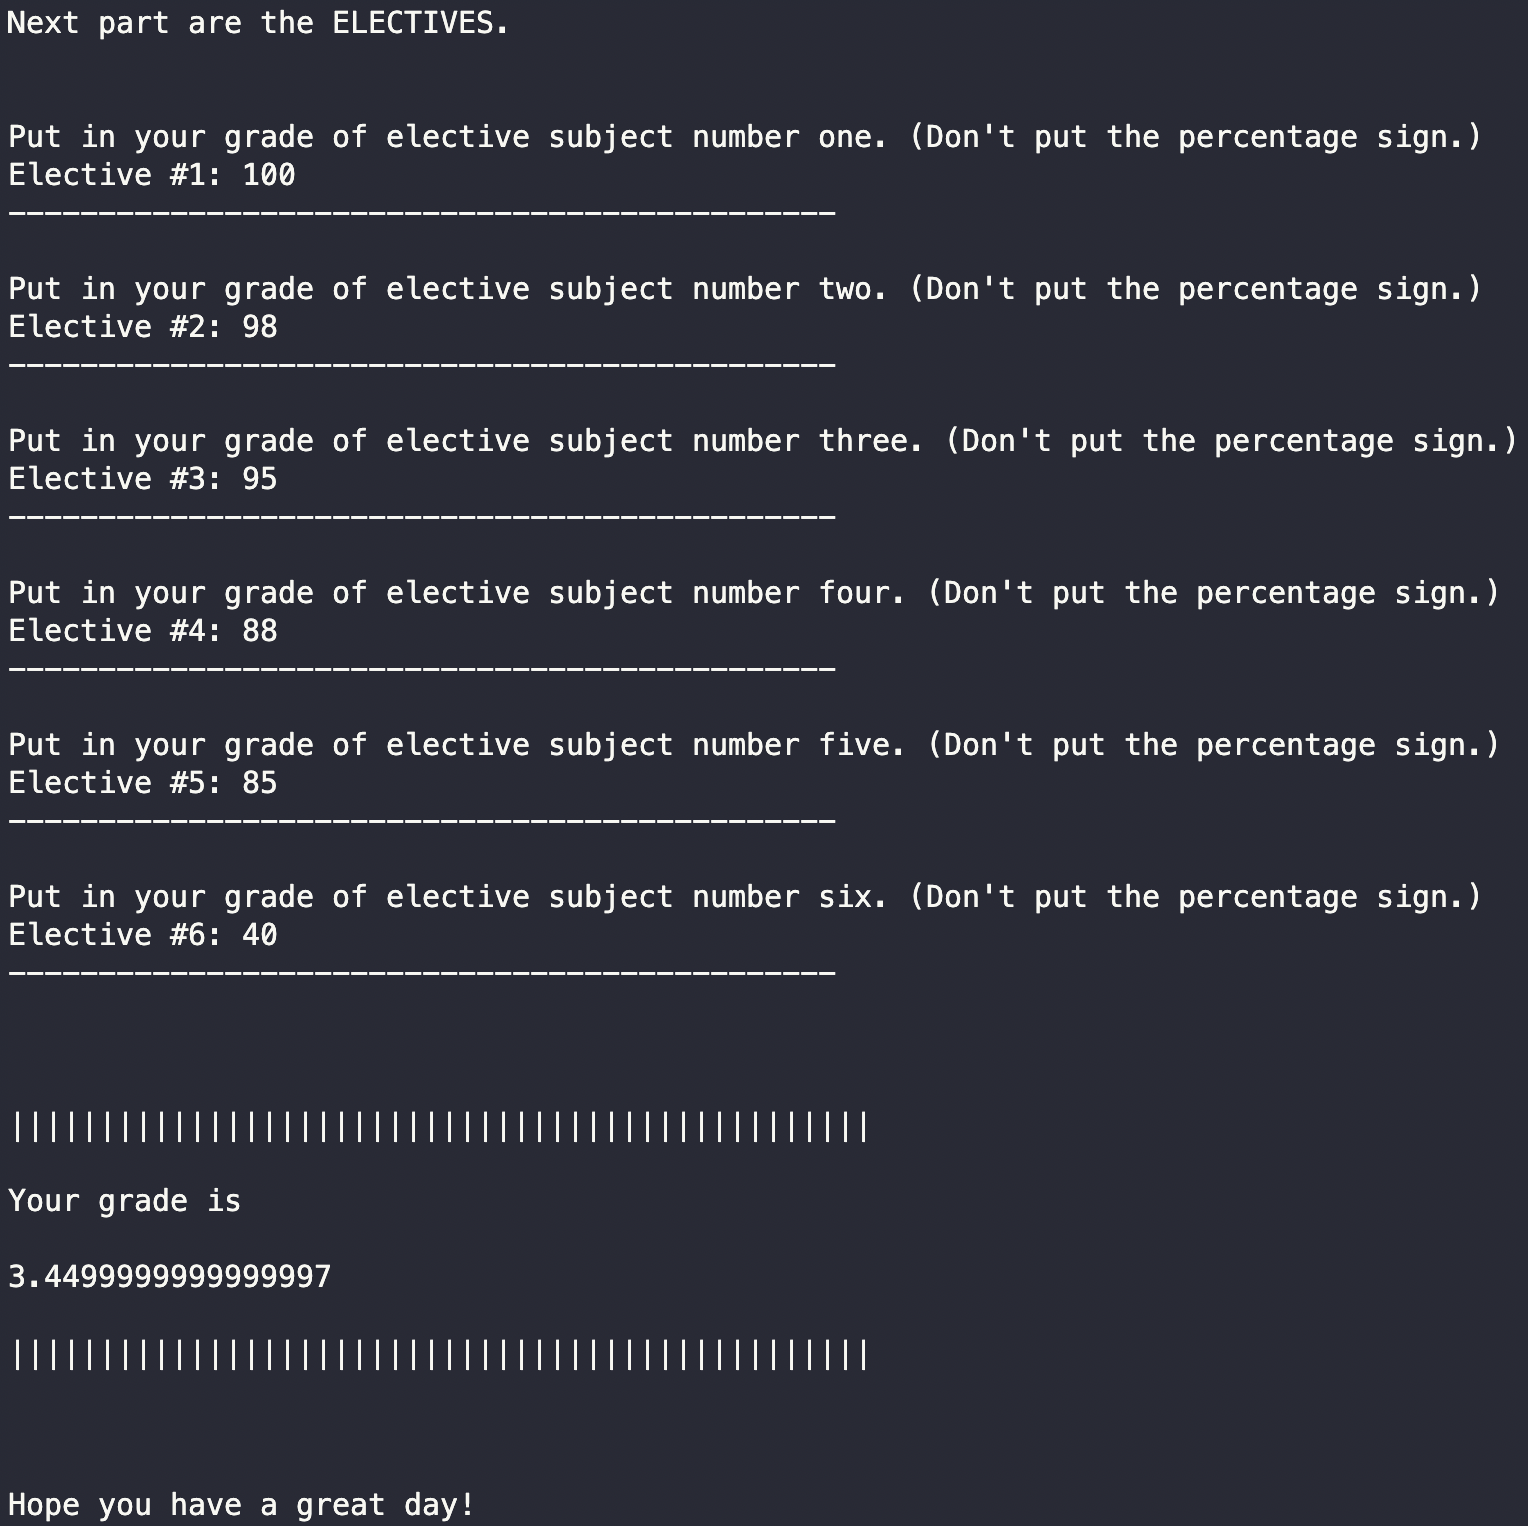 Next part are the ELECTIVES.
Put in your grade of elective subject number one. (Don't put the percentage sign.)
Elective #1: 100
----------------------------------------------
Put in your grade of elective subject number two. (Don't put the percentage sign.)
Elective #2: 98
----------------------------------------------
Put in your grade of elective subject number three. (Don't put the percentage sign.)
Elective #3: 95
----------------------------------------------
Put in your grade of elective subject number four. (Don't put the percentage sign.)
Elective #4: 88
----------------------------------------------
Put in your grade of elective subject number five. (Don't put the percentage sign.)
Elective #5: 85
----------------------------------------------
Put in your grade of elective subject number six. (Don't put the percentage sign.)
Elective #6: 40
----------------------------------------------
||||||||||||||||||||||||||||||||||||||||||||||||
Your grade is
3.4499999999999997
||||||||||||||||||||||||||||||||||||||||||||||||
Hope you have a great day!